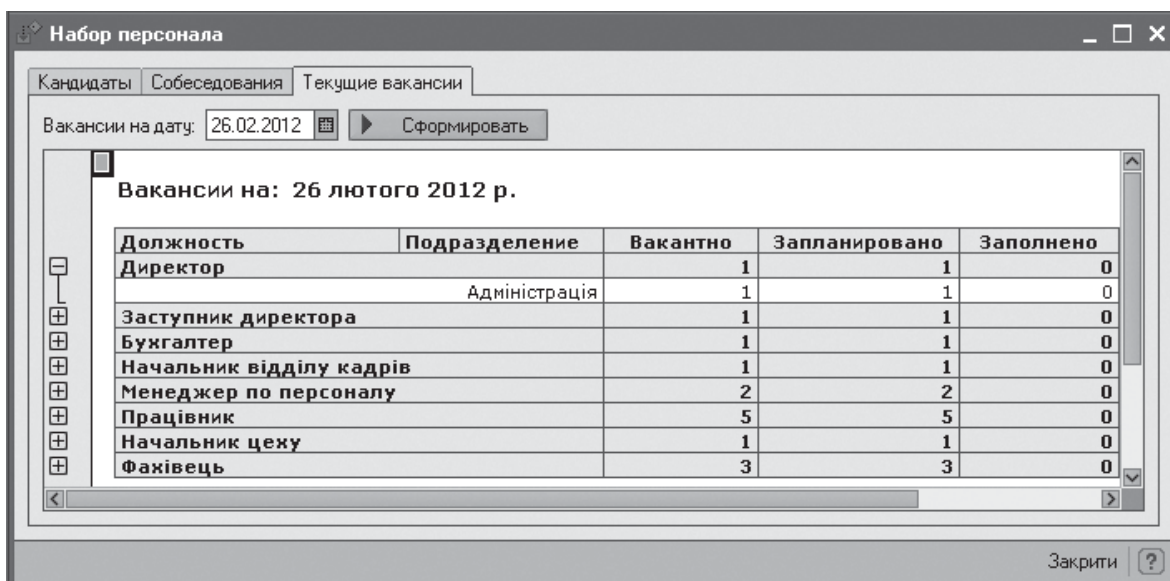 Набор персонала
Кандидаты Собеседования Текущие вакансии
Вакансии на дату: 26.02.2012 Сформировать
Вакансии на: 26 лютого 2012 р.
Должность Подразделение Вакантно Запланировано Заполнено
Директор 1 1 0
Адміністрація 1 1 0
Заступник директора 1 1 0
Бухгалтер 1 1 0
Начальник відділу кадрів 1 1 0
Менеджер по персоналу 2 2 0
Працівник 5 5 0
Начальник цеху 1 1 0
Фахівець 3 3 0
Закрити ?